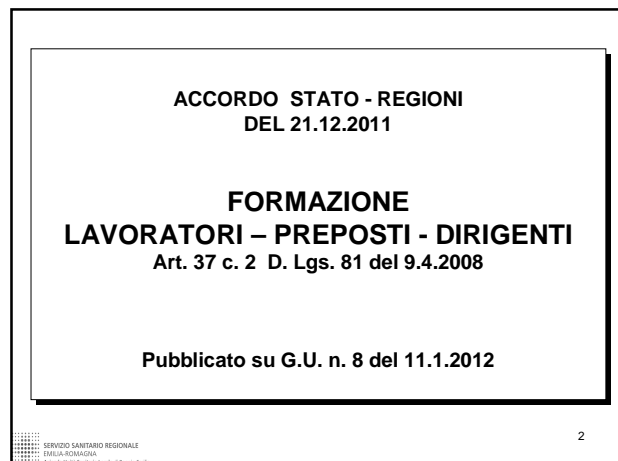 ACCORDO STATO - REGIONI
DEL 21.12.2011
FORMAZIONE
LAVORATORI – PREPOSTI - DIRIGENTI
Art. 37 c. 2 D. Lgs. 81 del 9.4.2008
Pubblicato su G.U. n. 8 del 11.1.2012
2
SERVIZIO SANITARIO REGIONALE
EMILIA-ROMAGNA